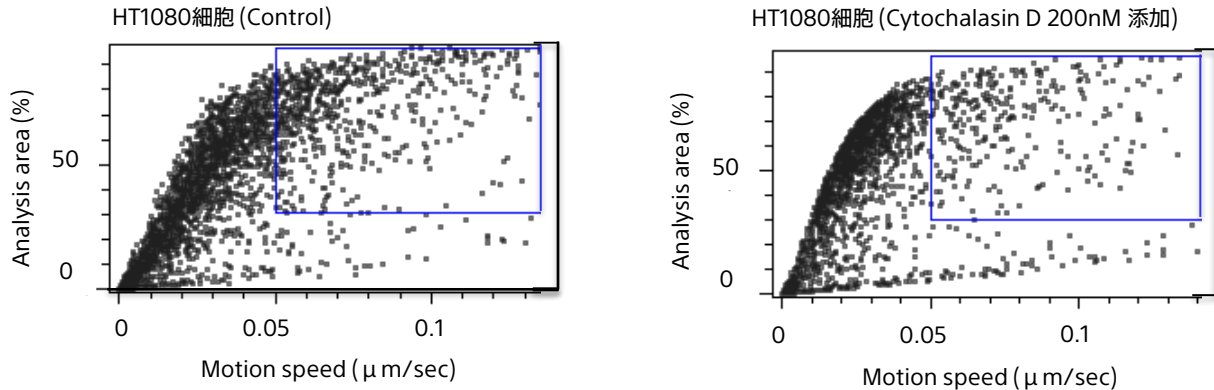 HT1080細胞 (Control)
Analysis area (%)
50
0
0
0.05
0.1
Motion speed (μm/sec)
HT1080細胞 (Cytochalasin D 200nM 添加)
Analysis area (%)
50
0
0
0.05
0.1
Motion speed (μm/sec)